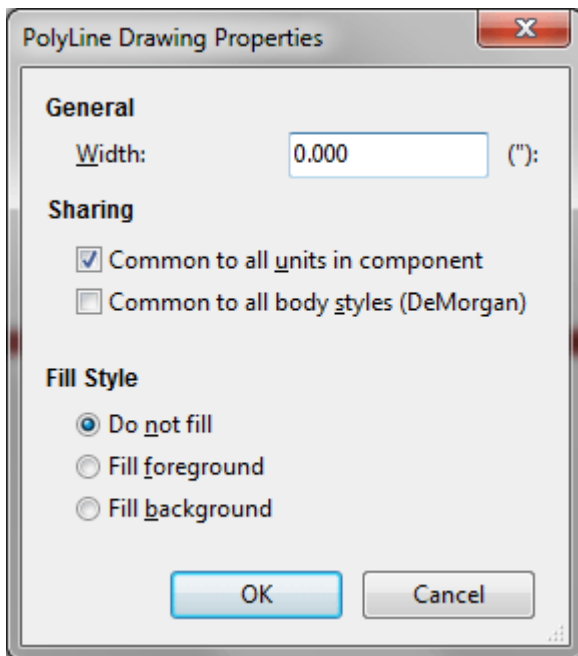 PolyLine Drawing Properties
General
Width: 0.000 ("):
Sharing
Common to all units in component
Common to all body styles (DeMorgan)
Fill Style
Do not fill
Fill foreground
Fill background
OK Cancel